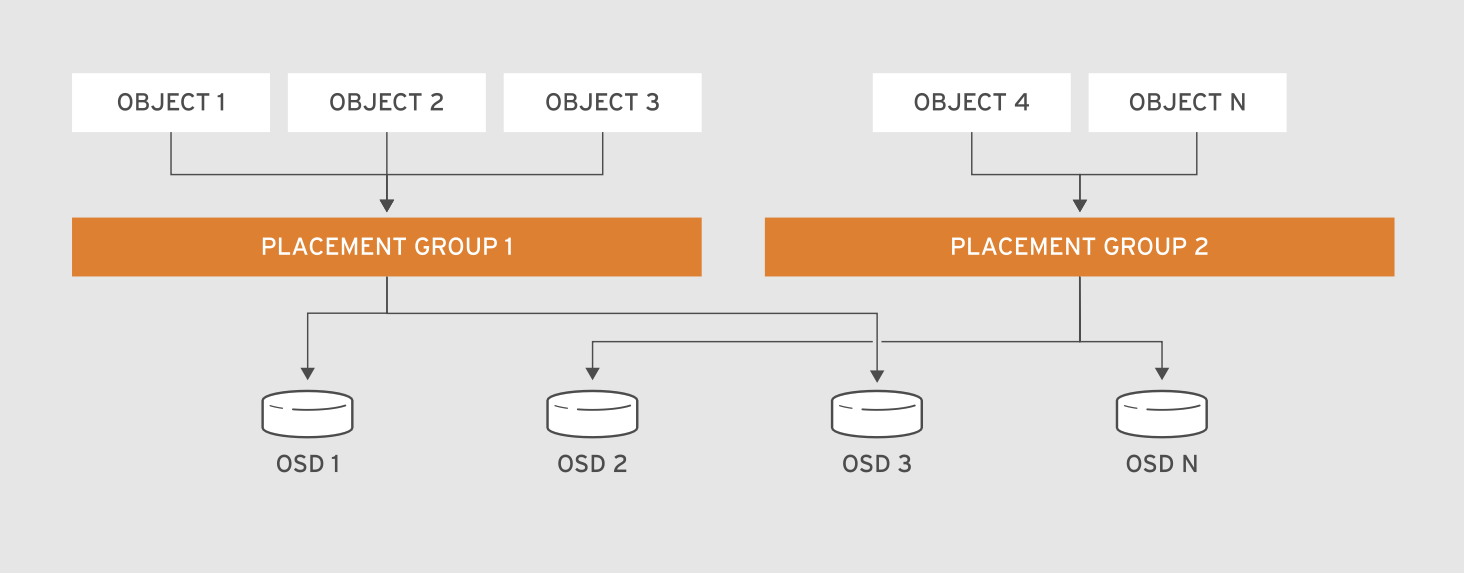 OBJECT 1
OBJECT 2
OBJECT 3
OBJECT 4
OBJECT N
PLACEMENT GROUP 1
PLACEMENT GROUP 2
OSD 1
OSD 2
OSD 3
OSD N